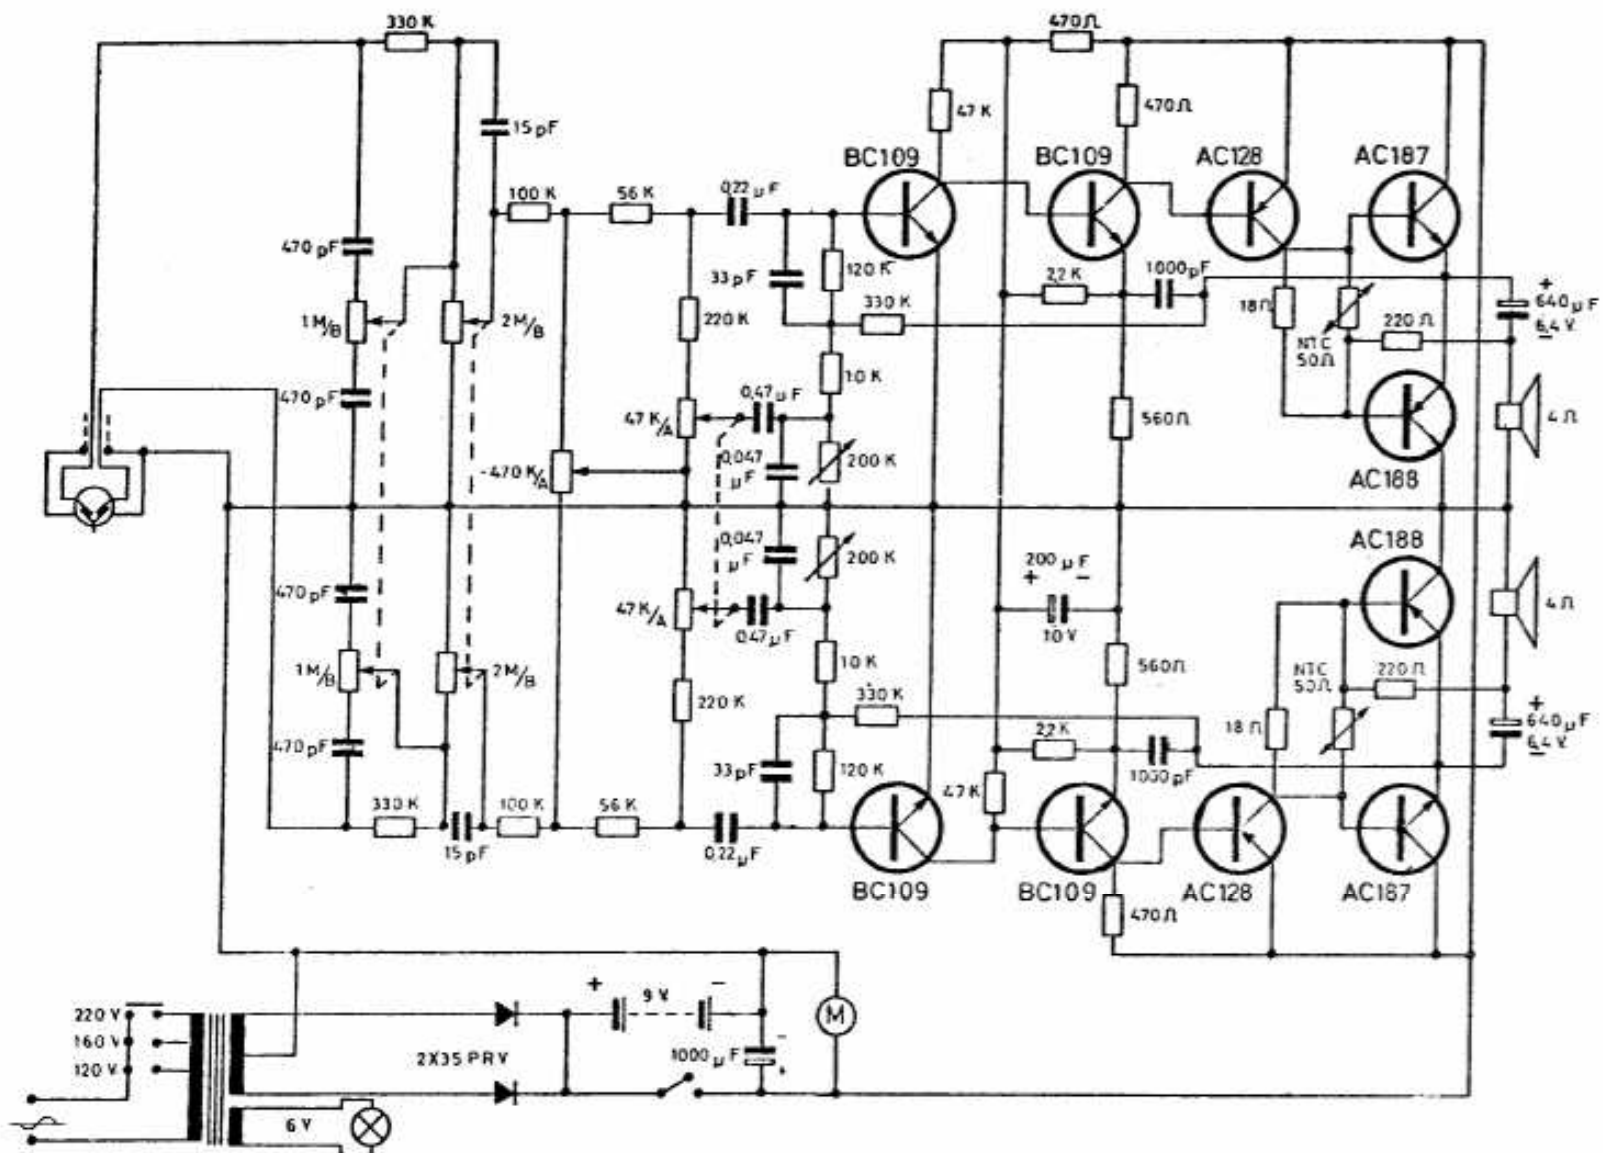 330 K
470 Ω
15 pF
47 K
470 Ω
BC109
BC109
AC128
AC187
100 K
56 K
0,22 µF
470 pF
33 pF
120 K
2,2 K
1000 pF
+
640 µF
6,4 V.
−
1 M/B
2 M/B
220 K
330 K
18 Ω
NTC
50 Ω
220 Ω
10 K
470 pF
0,47 µF
47 K/A
560 Ω
4 Ω
470 K/A
0,047
µF
200 K
AC188
0,047
µF
200 K
AC188
200 µF
+ −
10 V
470 pF
47 K/A
0,47 µF
4 Ω
1 M/B
2 M/B
10 K
560 Ω
NTC
50 Ω
220 Ω
220 K
330 K
+
640 µF
6,4 V.
−
470 pF
33 pF
120 K
2,2 K
1000 pF
18 Ω
47 K
330 K
15 pF
100 K
56 K
0,22 µF
BC109
BC109
AC128
AC187
470 Ω
+ 9 V. −
220 V
160 V
120 V.
2X35 PRV
1000 µF
−
+
M
6 V